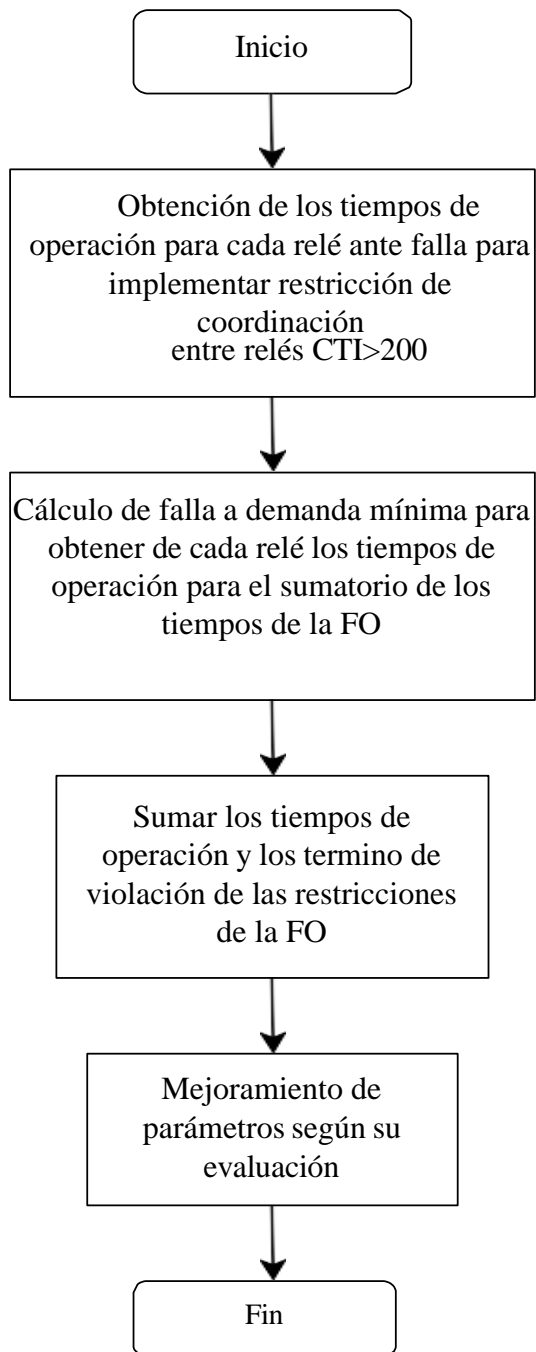 Inicio
Obtención de los tiempos de
operación para cada relé ante falla para
implementar restricción de
coordinación
entre relés CTI>200
Cálculo de falla a demanda mínima para
obtener de cada relé los tiempos de
operación para el sumatorio de los
tiempos de la FO
Sumar los tiempos de
operación y los termino de
violación de las restricciones
de la FO
Mejoramiento de
parámetros según su
evaluación
Fin